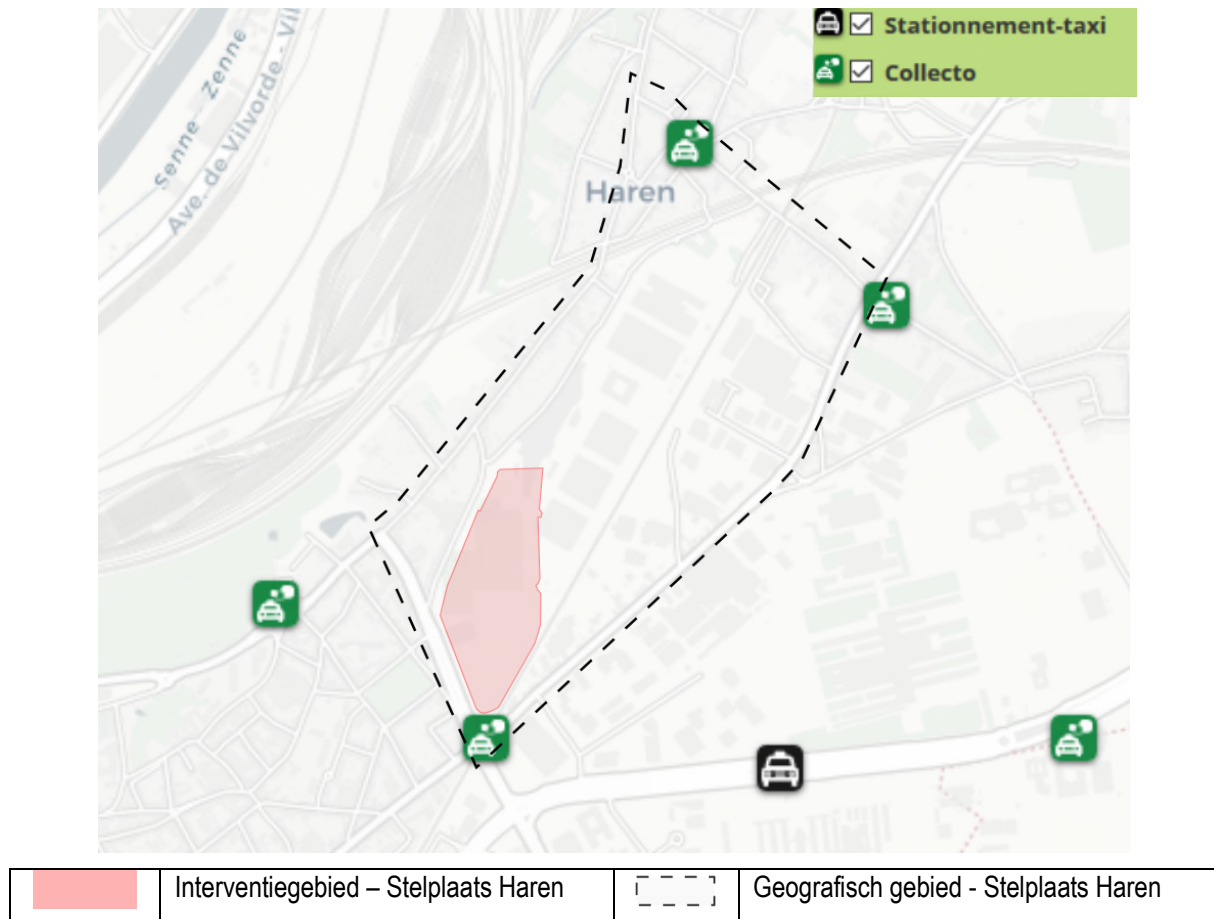 Stationnement-taxi
Collecto
Senne - Zenne
Ave. de Vilvorde - Vil
Haren
Interventiegebied – Stelplaats Haren
Geografisch gebied - Stelplaats Haren